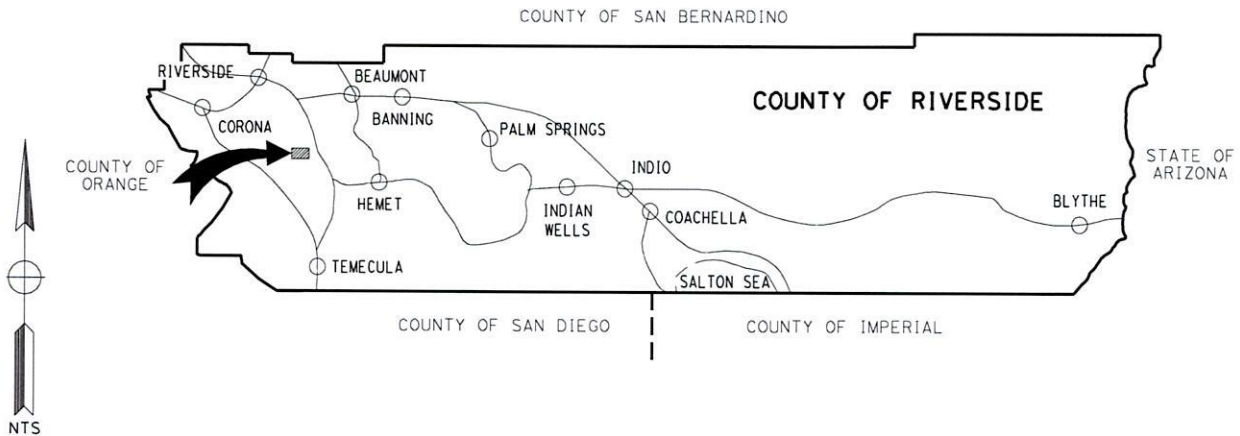 COUNTY OF SAN BERNARDINO
RIVERSIDE
BEAUMONT
COUNTY OF RIVERSIDE
CORONA
BANNING
PALM SPRINGS
COUNTY OF
ORANGE
INDIO
STATE OF
ARIZONA
HEMET
INDIAN
WELLS
COACHELLA
BLYTHE
TEMECULA
SALTON SEA
COUNTY OF SAN DIEGO
COUNTY OF IMPERIAL
NTS